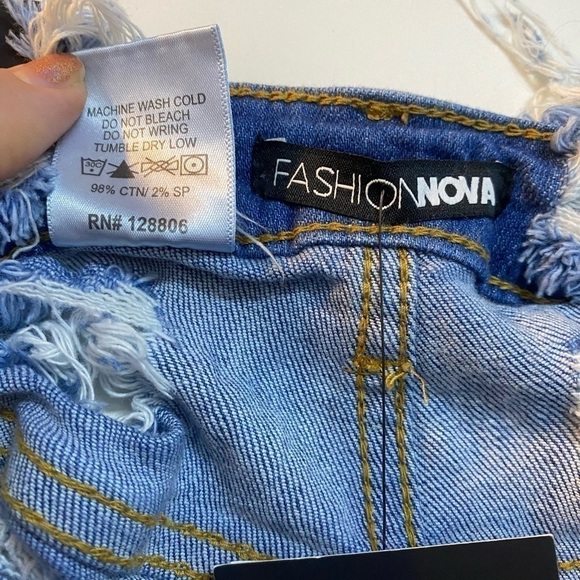 MACHINE WASH COLD
DO NOT BLEACH
DO NOT WRING
TUMBLE DRY LOW
98% CTN/ 2% SP
RN# 128806
FASHIONNOVA